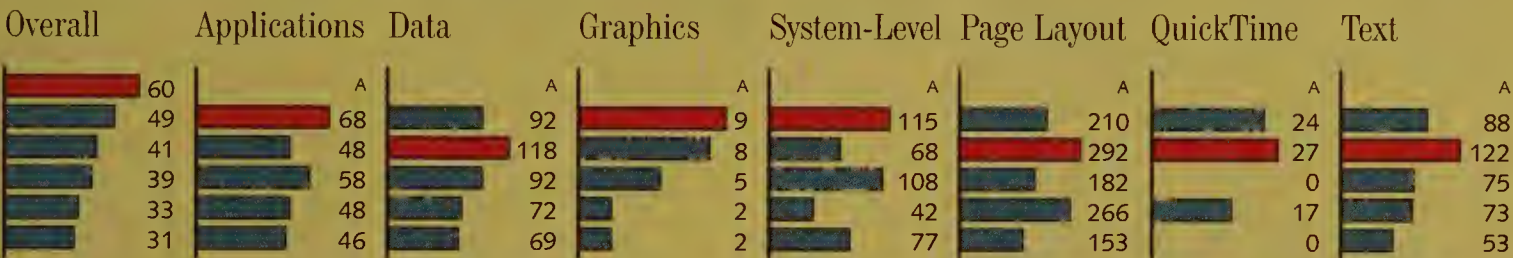 Overall Applications Data Graphics System-Level Page Layout QuickTime Text
60 A A A A A A A
49 68 92 9 115 210 24 88
41 48 118 8 68 292 27 122
39 58 92 5 108 182 0 75
33 48 72 2 42 266 17 73
31 46 69 2 77 153 0 53